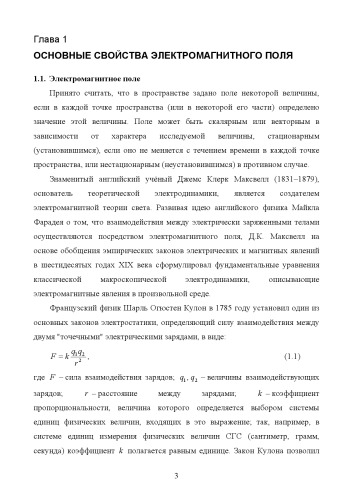 Глава 1
ОСНОВНЫЕ СВОЙСТВА ЭЛЕКТРОМАГНИТНОГО ПОЛЯ
1.1. Электромагнитное поле
Принято считать, что в пространстве задано поле некоторой величины,
если в каждой точке пространства (или в некоторой его части) определено
значение этой величины. Поле может быть скалярным или векторным в
зависимости от характера исследуемой величины, стационарным
(установившимся), если оно не меняется с течением времени в каждой точке
пространства, или нестационарным (неустановившимся) в противном случае.
Знаменитый английский учёный Джемс Клерк Максвелл (1831–1879),
основатель теоретической электродинамики, является создателем
электромагнитной теории света. Развивая идею английского физика Майкла
Фарадея о том, что взаимодействия между электрически заряженными телами
осуществляются посредством электромагнитного поля, Д.К. Максвелл на
основе обобщения эмпирических законов электрических и магнитных явлений
в шестидесятых годах XIX века сформулировал фундаментальные уравнения
классической макроскопической электродинамики, описывающие
электромагнитные явления в произвольной среде.
Французский физик Шарль Огюстен Кулон в 1785 году установил один из
основных законов электростатики, определяющий силу взаимодействия между
двумя "точечными" электрическими зарядами, в виде:
F = k q₁q₂ / r², (1.1)
где F – сила взаимодействия зарядов; q₁, q₂ – величины взаимодействующих
зарядов; r – расстояние между зарядами; k – коэффициент
пропорциональности, величина которого определяется выбором системы
единиц физических величин, входящих в это выражение, так, например, в
системе единиц измерения физических величин СГС (сантиметр, грамм,
секунда) коэффициент k полагается равным единице. Закон Кулона позволил
3